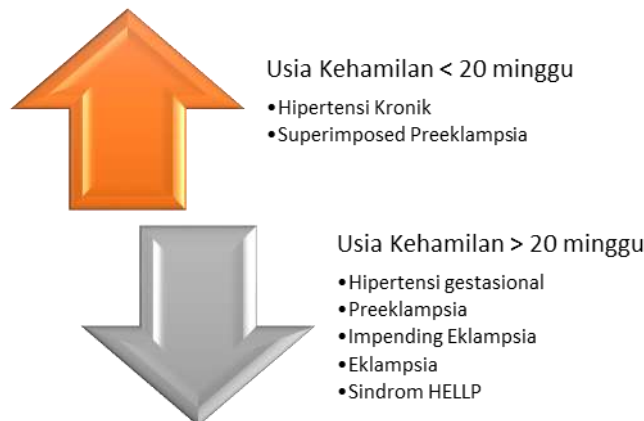 Usia Kehamilan < 20 minggu
•Hipertensi Kronik
•Superimposed Preeklampsia
Usia Kehamilan > 20 minggu
•Hipertensi gestasional
•Preeklampsia
•Impending Eklampsia
•Eklampsia
•Sindrom HELLP